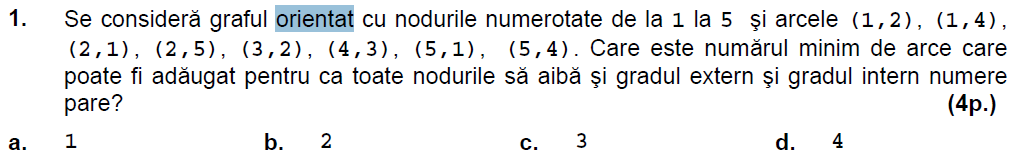 1. Se consideră graful orientat cu nodurile numerotate de la 1 la 5 şi arcele (1,2), (1,4),
(2,1), (2,5), (3,2), (4,3), (5,1), (5,4). Care este numărul minim de arce care
poate fi adăugat pentru ca toate nodurile să aibă şi gradul extern şi gradul intern numere
pare? (4p.)
a. 1 b. 2 c. 3 d. 4